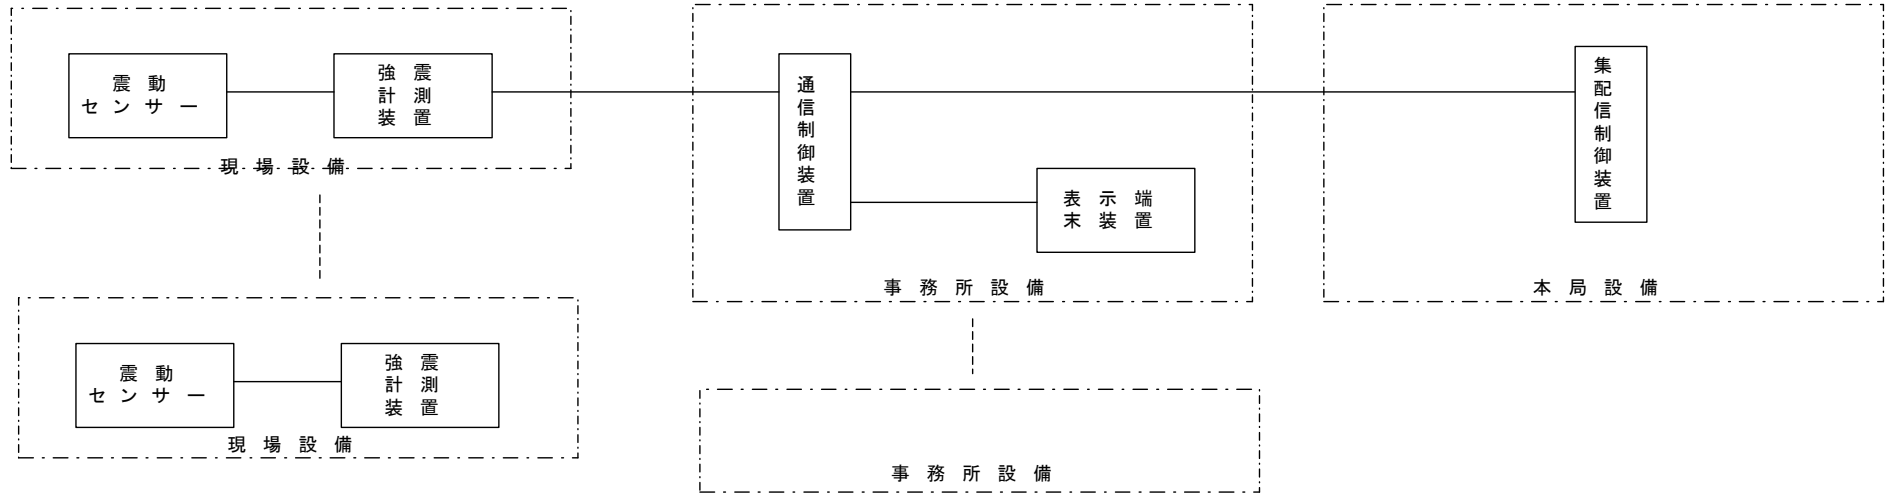 震動
センサー
強震
計測
装置
現場設備
通信制御装置
表示端
末装置
事務所設備
集配信制御装置
本局設備
震動
センサー
強震
計測
装置
現場設備
事務所設備